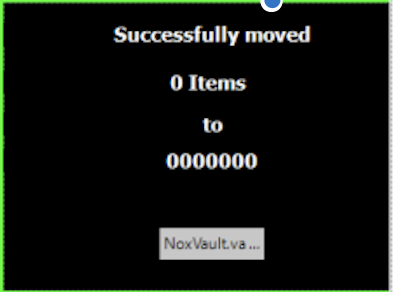 Successfully moved
0 Items
to
0000000
NoxVault.va ...